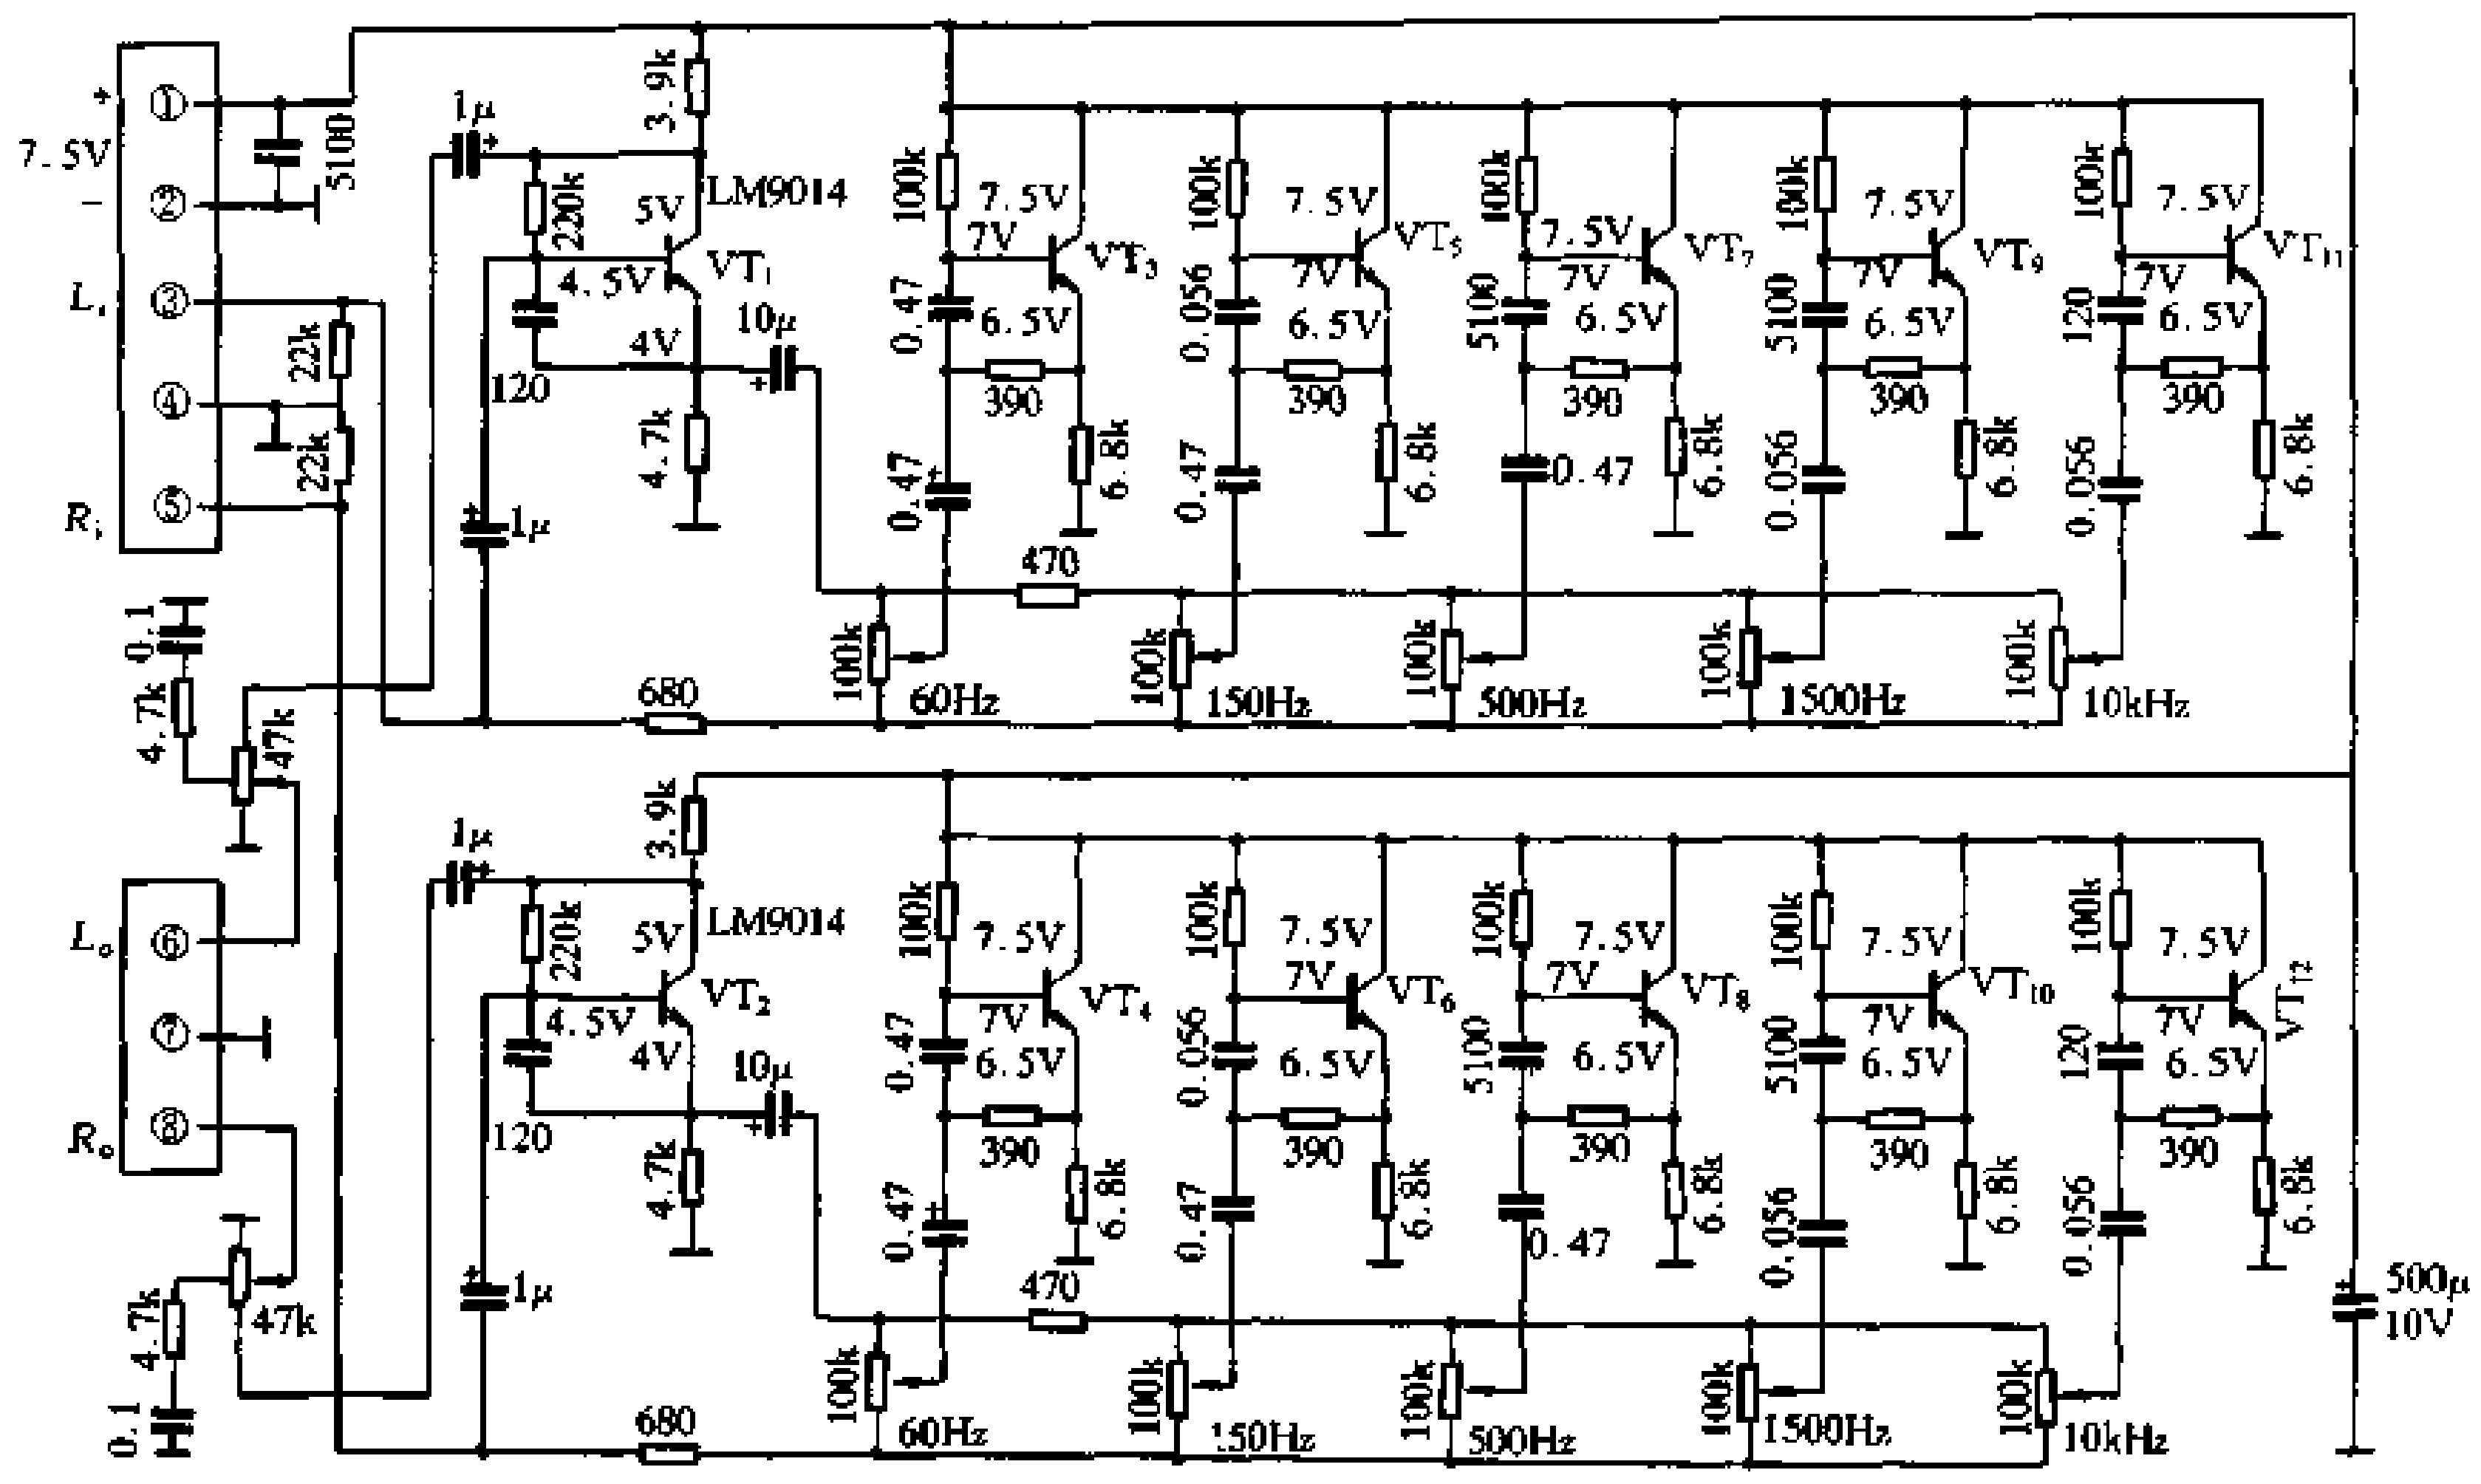 +
①
7.5V
5100
−
②
L i
③
22k
④
22k
⑤
R i
1μ
3.9k
220k
5V
LM9014
4.5V
VT1
4V
120
10μ
4.7k
1μ
100k
7.5V
7V
VT3
0.47
6.5V
390
0.47
6.8k
100k
7.5V
VT5
7V
0.056
6.5V
390
0.47
6.8k
100k
7.5V
VT7
7V
5100
6.5V
390
0.47
6.8k
100k
7.5V
VT9
7V
5100
6.5V
390
0.056
6.8k
100k
7.5V
VT11
7V
120
6.5V
390
0.056
6.8k
470
100k
60Hz
100k
150Hz
100k
500Hz
100k
1500Hz
100k
10kHz
680
0.1
4.7k
47k
Lo
⑥
⑦
Ro
⑧
47k
4.7k
0.1
1μ
3.9k
220k
5V
LM9014
4.5V
VT2
4V
120
10μ
4.7k
1μ
100k
7.5V
7V
VT4
0.47
6.5V
390
0.47
6.8k
100k
7.5V
7V
VT6
0.056
6.5V
390
0.47
6.8k
100k
7.5V
7V
VT8
5100
6.5V
390
0.47
6.8k
100k
7.5V
VT10
7V
5100
6.5V
390
0.056
6.8k
100k
7.5V
VT12
7V
120
6.5V
390
0.056
6.8k
470
100k
60Hz
100k
150Hz
100k
500Hz
100k
1500Hz
100k
10kHz
680
500μ
10V